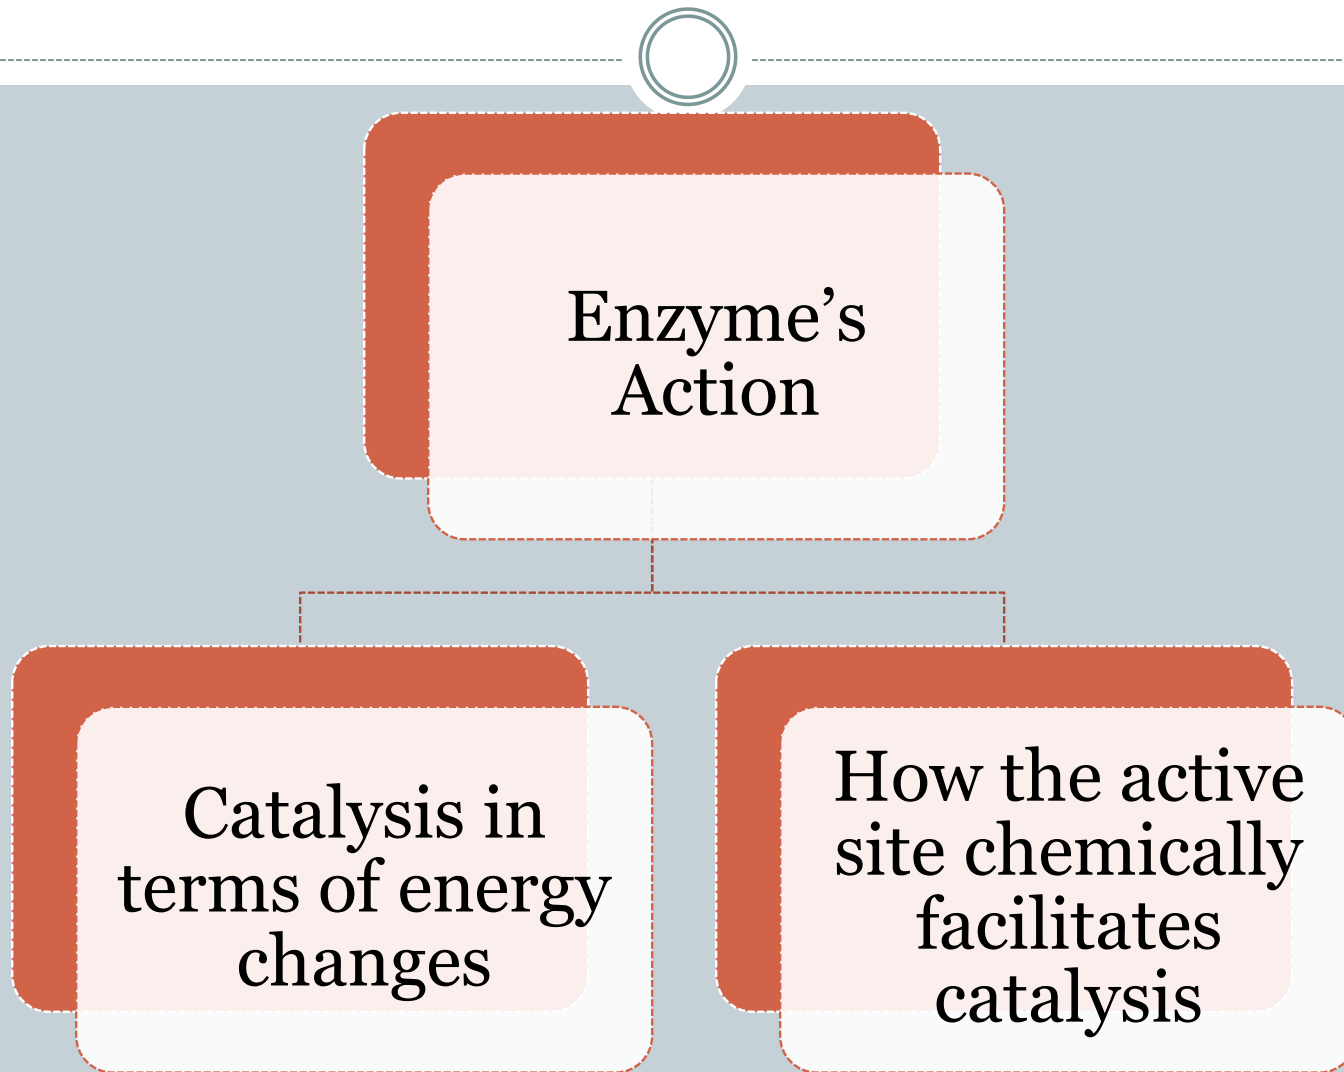 Enzyme’s
Action
Catalysis in
terms of energy
changes
How the active
site chemically
facilitates
catalysis